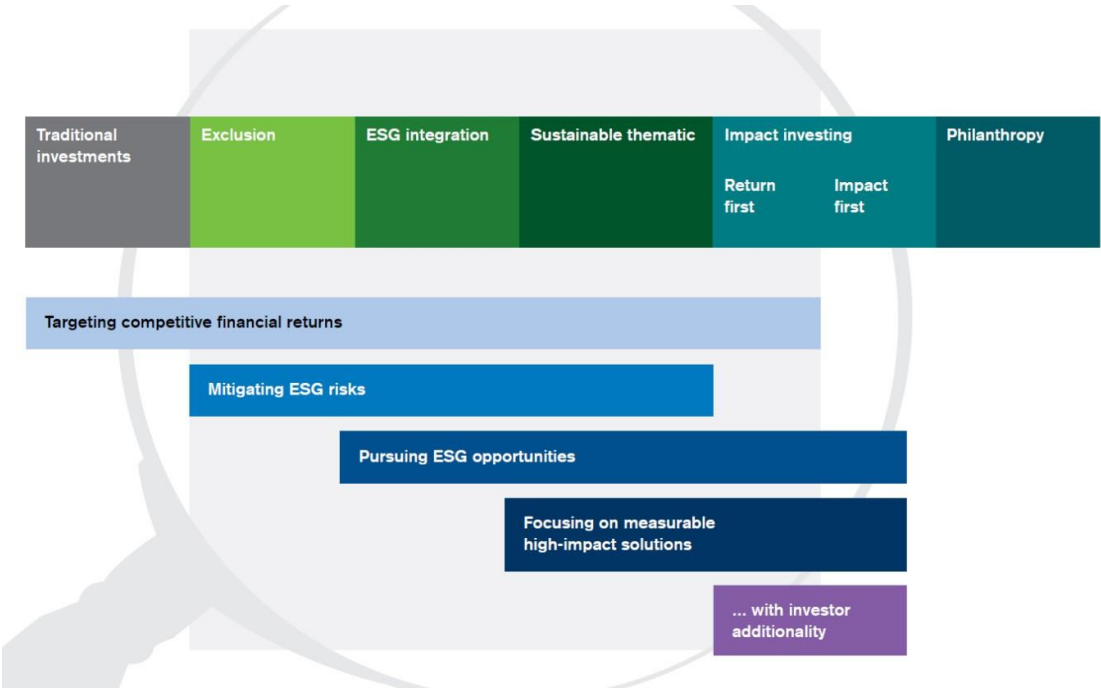 Traditional
investments
Exclusion
ESG integration
Sustainable thematic
Impact investing
Return
first
Impact
first
Philanthropy
Targeting competitive financial returns
Mitigating ESG risks
Pursuing ESG opportunities
Focusing on measurable
high-impact solutions
... with investor
additionality